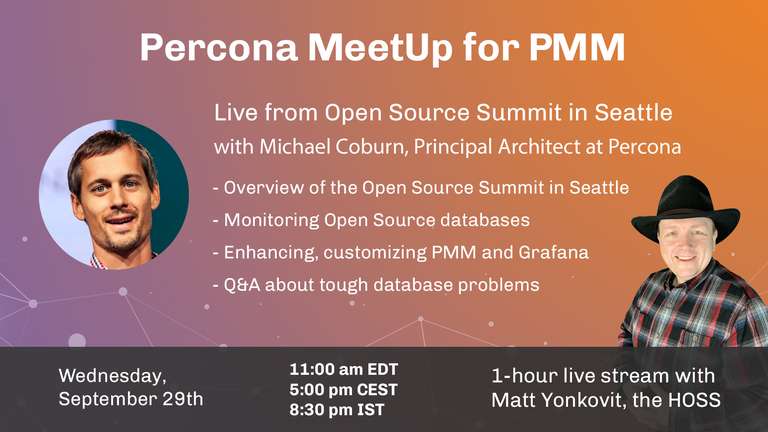 Percona MeetUp for PMM
Live from Open Source Summit in Seattle
with Michael Coburn, Principal Architect at Percona
- Overview of the Open Source Summit in Seattle
- Monitoring Open Source databases
- Enhancing, customizing PMM and Grafana
- Q&A about tough database problems
Wednesday,
September 29th
11:00 am EDT
5:00 pm CEST
8:30 pm IST
1-hour live stream with
Matt Yonkovit, the HOSS